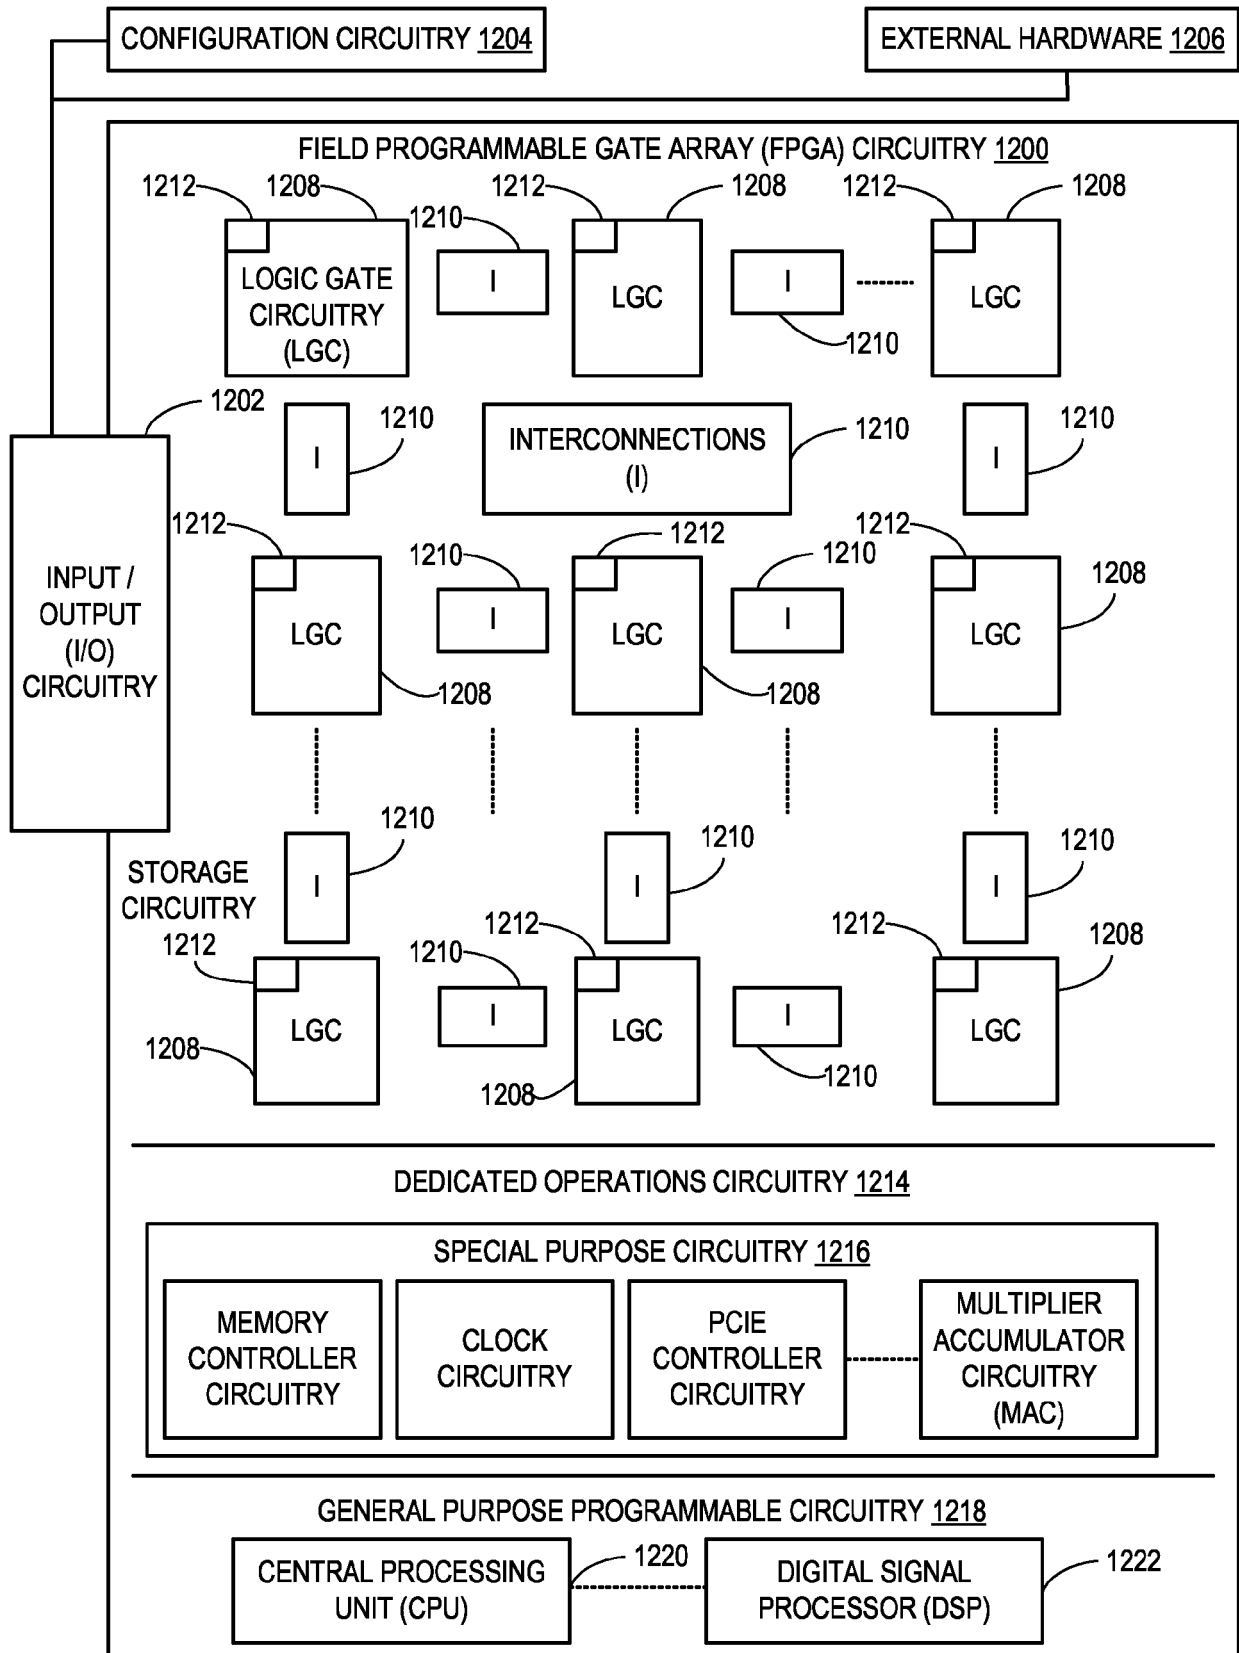 CONFIGURATION CIRCUITRY 1204
EXTERNAL HARDWARE 1206
FIELD PROGRAMMABLE GATE ARRAY (FPGA) CIRCUITRY 1200
1212
1208
1210
1212
1208
1212
1208
LOGIC GATE
CIRCUITRY
(LGC)
I
LGC
I
LGC
1210
1202
1210
I
INTERCONNECTIONS
(I)
1210
1210
I
1212
1210
1212
1210
1212
1208
INPUT /
OUTPUT
(I/O)
CIRCUITRY
LGC
I
LGC
I
LGC
1208
1208
1210
1210
1210
STORAGE
CIRCUITRY
I
I
I
1212
1210
1212
1212
1208
LGC
I
LGC
I
LGC
1208
1208
1210
DEDICATED OPERATIONS CIRCUITRY 1214
SPECIAL PURPOSE CIRCUITRY 1216
MEMORY
CONTROLLER
CIRCUITRY
CLOCK
CIRCUITRY
PCIE
CONTROLLER
CIRCUITRY
MULTIPLIER
ACCUMULATOR
CIRCUITRY
(MAC)
GENERAL PURPOSE PROGRAMMABLE CIRCUITRY 1218
CENTRAL PROCESSING
UNIT (CPU)
1220
DIGITAL SIGNAL
PROCESSOR (DSP)
1222